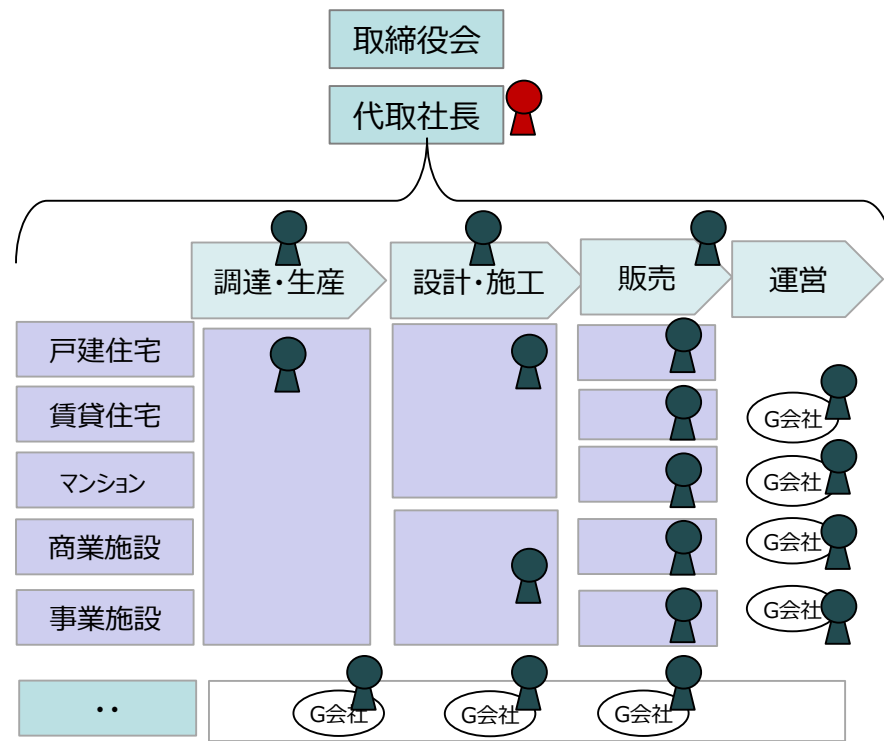 取締役会
代取社長
調達・生産
設計・施工
販売
運営
戸建住宅
賃貸住宅
G会社
マンション
G会社
商業施設
G会社
事業施設
G会社
・・
G会社
G会社
G会社